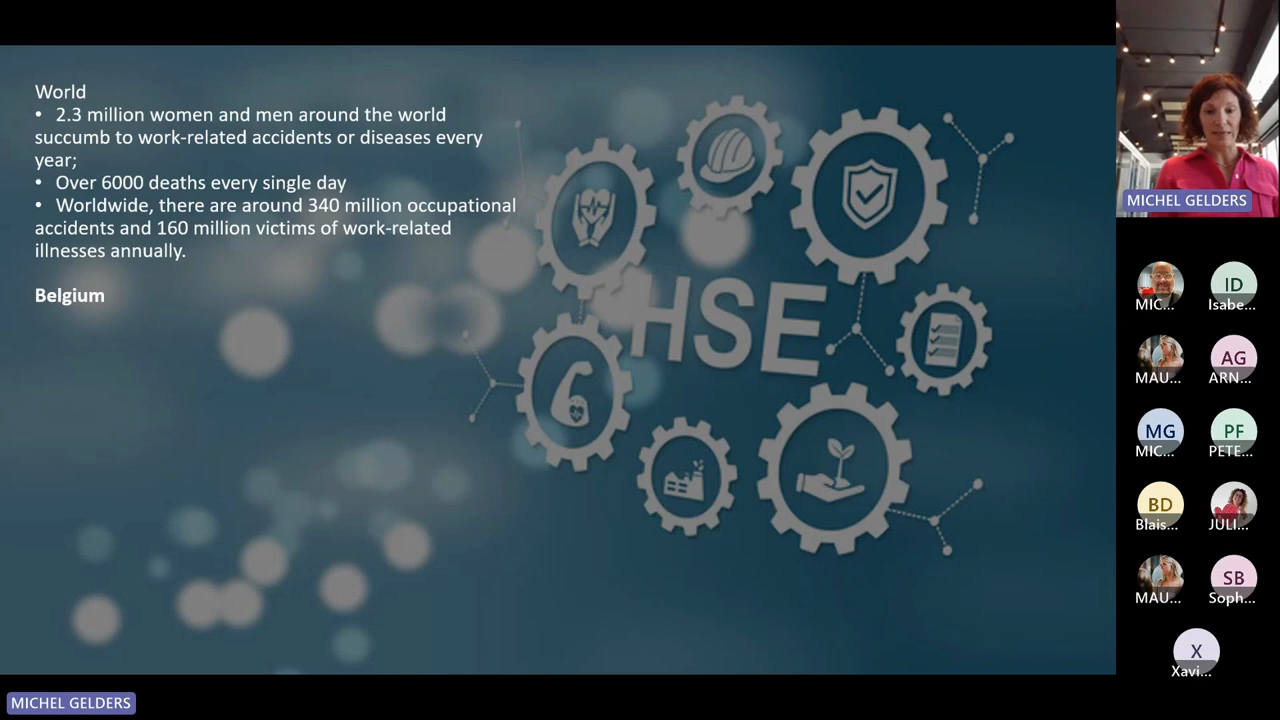 World
• 2.3 million women and men around the world
succumb to work-related accidents or diseases every
year;
• Over 6000 deaths every single day
• Worldwide, there are around 340 million occupational
accidents and 160 million victims of work-related
illnesses annually.
Belgium
HSE
MICHEL GELDERS
MIC...
ID
Isabe...
MAU...
AG
ARN...
MG
MIC...
PF
PETE...
BD
Blais...
JULI...
MAU...
SB
Soph...
X
Xavi...
MICHEL GELDERS